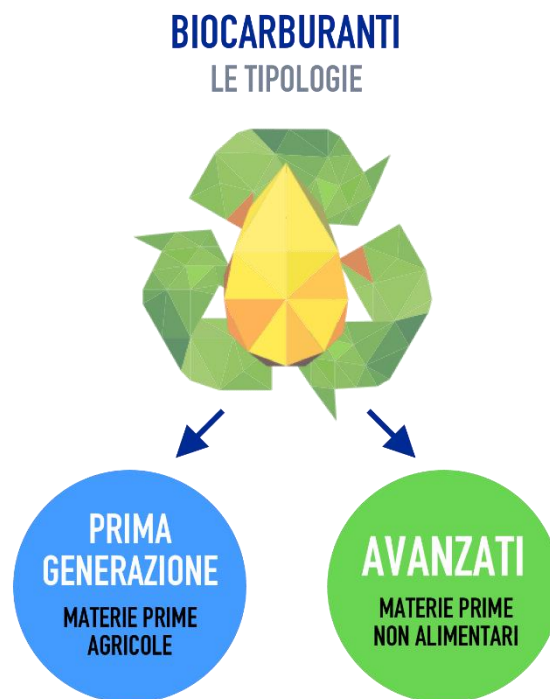 BIOCARBURANTI
LE TIPOLOGIE
PRIMA
GENERAZIONE
MATERIE PRIME
AGRICOLE
AVANZATI
MATERIE PRIME
NON ALIMENTARI